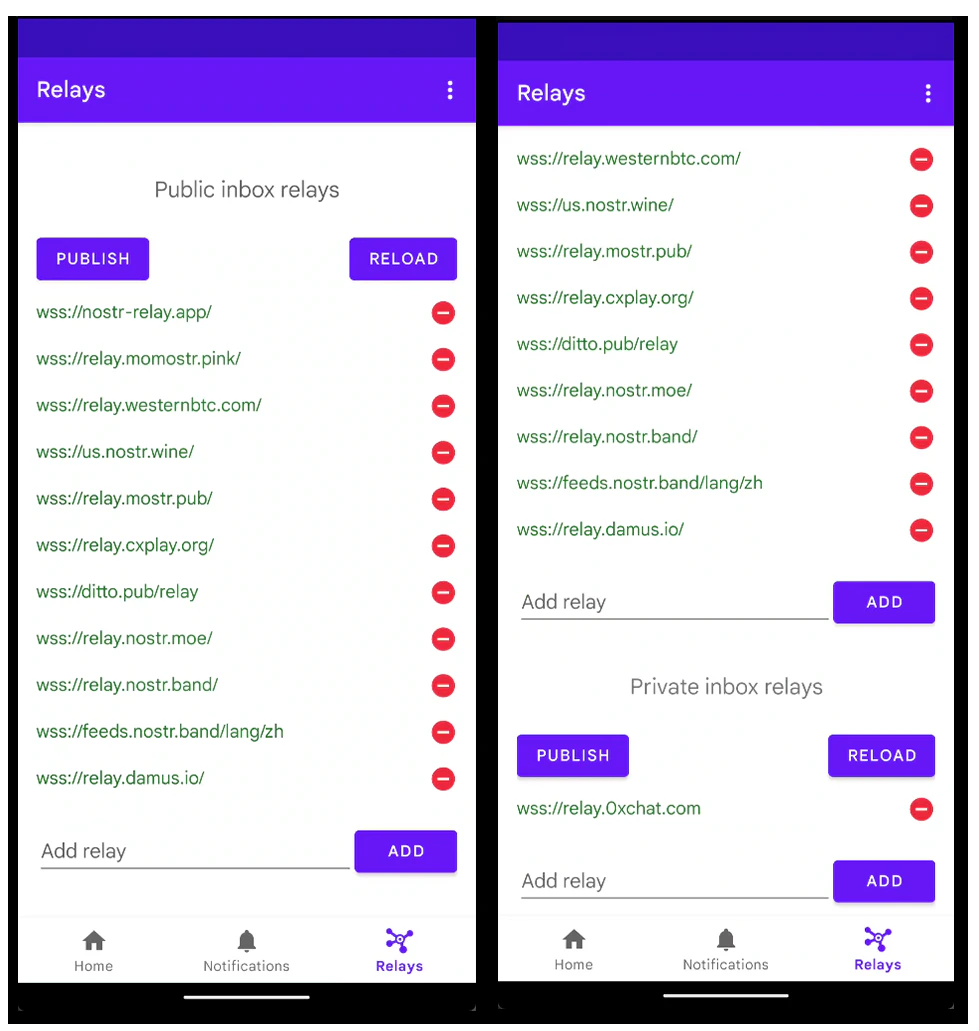 Relays
Public inbox relays
PUBLISH RELOAD
wss://nostr-relay.app/
wss://relay.momostr.pink/
wss://relay.westernbtc.com/
wss://us.nostr.wine/
wss://relay.mostr.pub/
wss://relay.cxplay.org/
wss://ditto.pub/relay
wss://relay.nostr.moe/
wss://relay.nostr.band/
wss://feeds.nostr.band/lang/zh
wss://relay.damus.io/
Add relay ADD
Home Notifications Relays
Relays
wss://relay.westernbtc.com/
wss://us.nostr.wine/
wss://relay.mostr.pub/
wss://relay.cxplay.org/
wss://ditto.pub/relay
wss://relay.nostr.moe/
wss://relay.nostr.band/
wss://feeds.nostr.band/lang/zh
wss://relay.damus.io/
Add relay ADD
Private inbox relays
PUBLISH RELOAD
wss://relay.0xchat.com
Add relay ADD
Home Notifications Relays